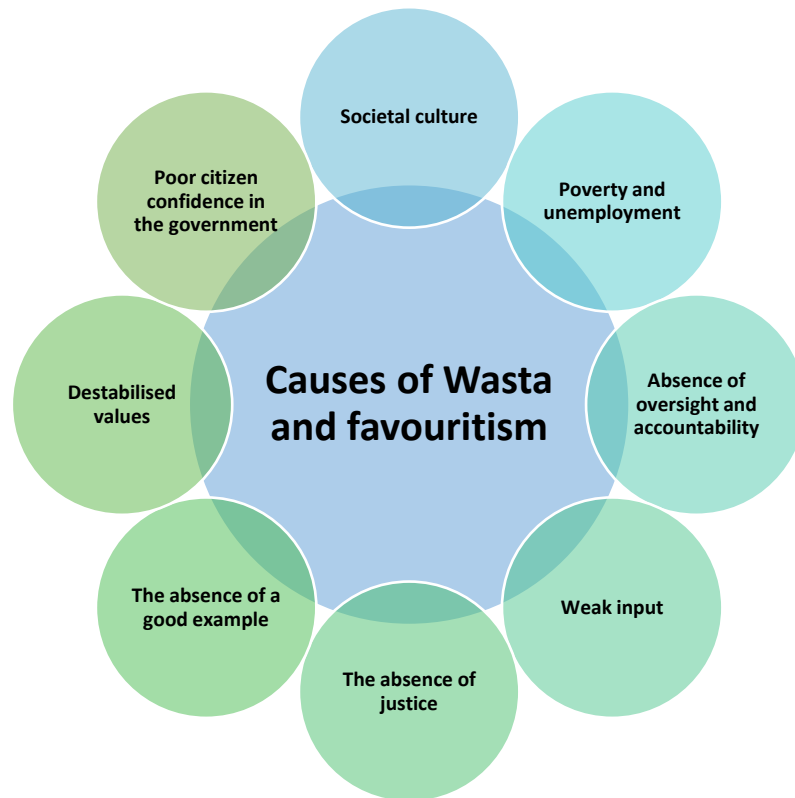 Societal culture
Poverty and
unemployment
Absence of
oversight and
accountability
Weak input
The absence of
justice
The absence of a
good example
Destabilised
values
Poor citizen
confidence in
the government
Causes of Wasta
and favouritism